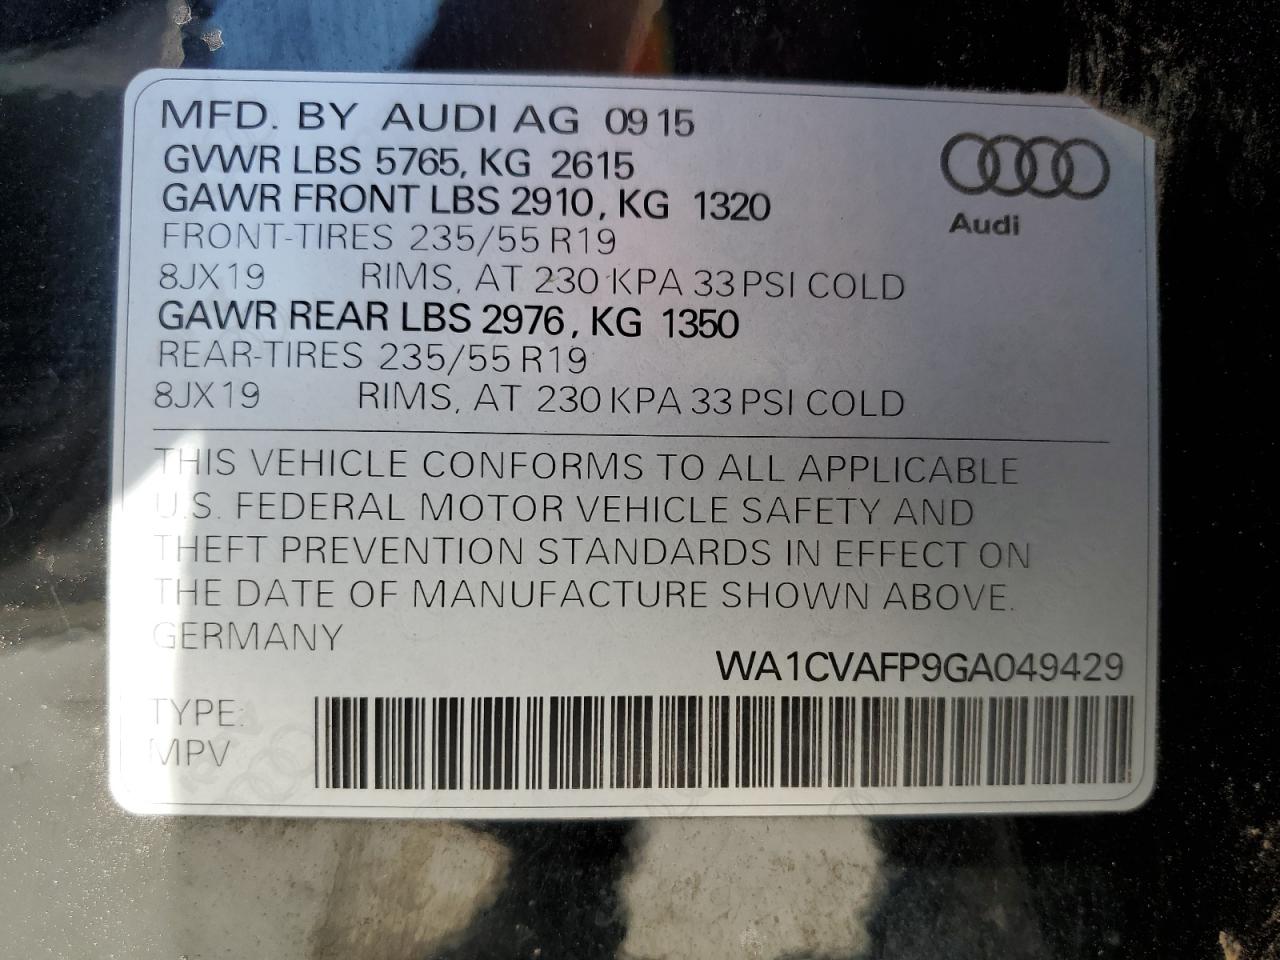 MFD. BY AUDI AG 09 15
GVWR LBS 5765, KG 2615
GAWR FRONT LBS 2910, KG 1320
FRONT-TIRES 235/55 R19
8JX19 RIMS, AT 230 KPA 33 PSI COLD
GAWR REAR LBS 2976, KG 1350
REAR-TIRES 235/55 R19
8JX19 RIMS, AT 230 KPA 33 PSI COLD
Audi
THIS VEHICLE CONFORMS TO ALL APPLICABLE
U.S. FEDERAL MOTOR VEHICLE SAFETY AND
THEFT PREVENTION STANDARDS IN EFFECT ON
THE DATE OF MANUFACTURE SHOWN ABOVE.
GERMANY
WA1CVAFP9GA049429
TYPE:
MPV